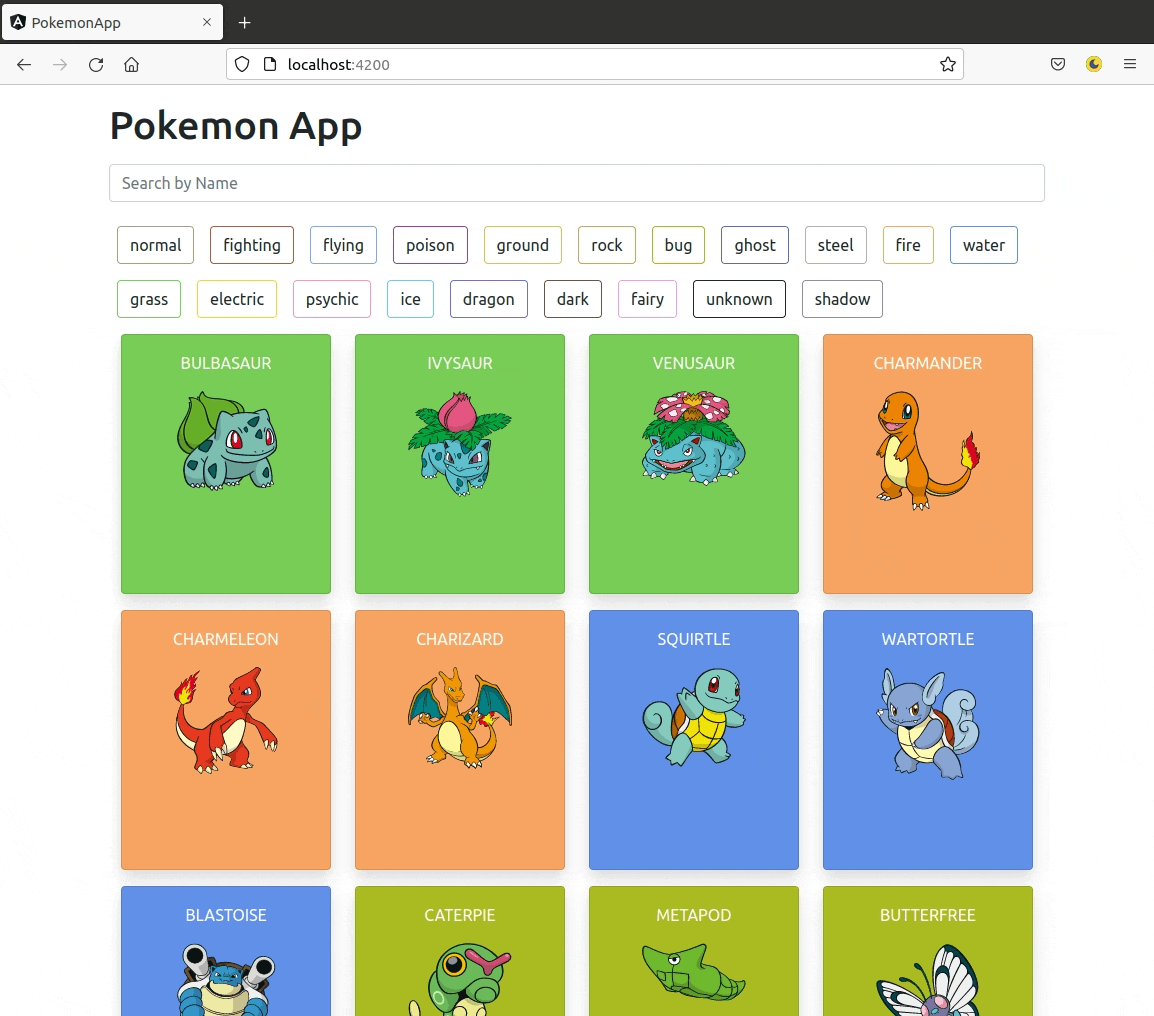 PokemonApp
localhost:4200
Pokemon App
Search by Name
normal fighting flying poison ground rock bug ghost steel fire water
grass electric psychic ice dragon dark fairy unknown shadow
BULBASAUR IVYSAUR VENUSAUR CHARMANDER
CHARMELEON CHARIZARD SQUIRTLE WARTORTLE
BLASTOISE CATERPIE METAPOD BUTTERFREE